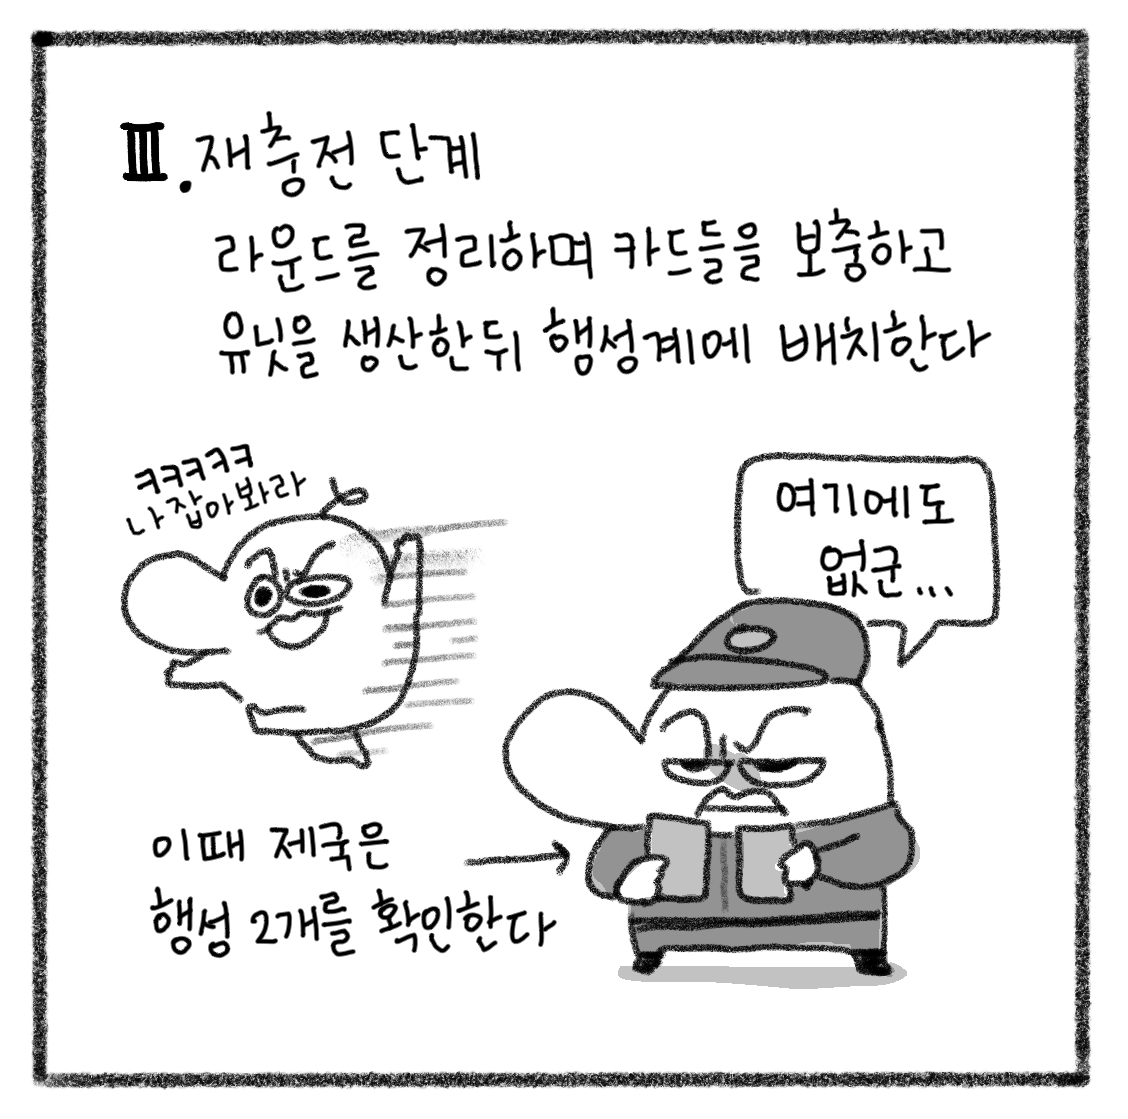 Ⅲ.재충전 단계
라운드를 정리하며 카드들을 보충하고
유닛을 생산한뒤 행성계에 배치한다
ㅋㅋㅋㅋㅋ
나 잡아봐라
여기에도
없군...
이때 제국은
행성 2개를 확인한다